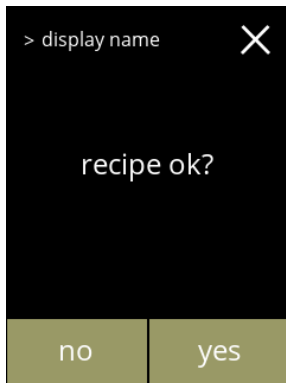 > display name
recipe ok?
no yes